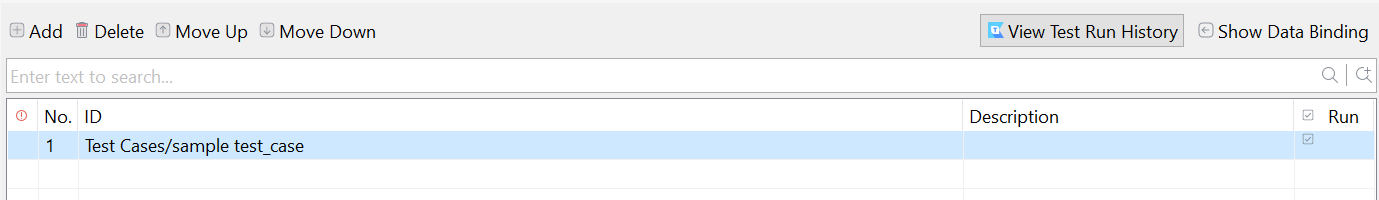 Add Delete Move Up Move Down View Test Run History Show Data Binding
Enter text to search...
No. ID Description Run
1 Test Cases/sample test_case